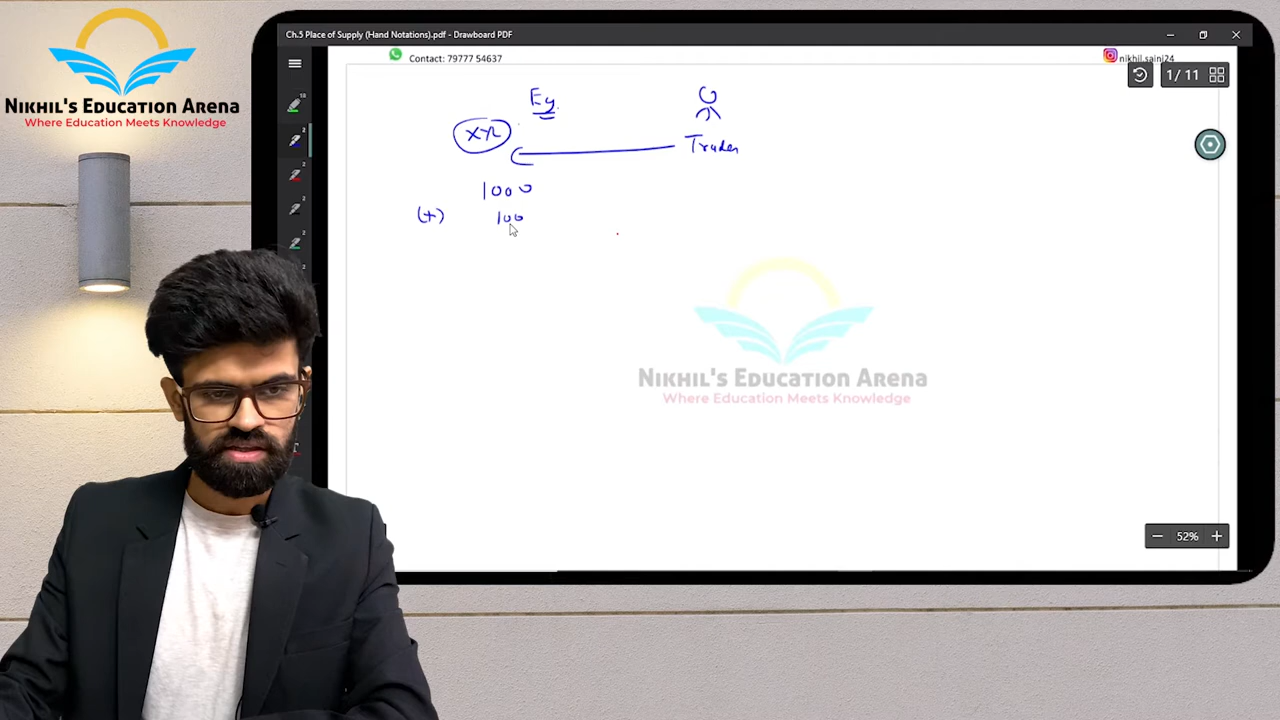 NIKHIL'S EDUCATION ARENA
Where Education Meets Knowledge
Ch.5 Place of Supply (Hand Notations).pdf - Drawboard PDF
Contact: 79777 54637
nikhil.saini24
1 / 11
Eg.
XYZ
Trader
1000
(+) 100
NIKHIL'S EDUCATION ARENA
Where Education Meets Knowledge
52%